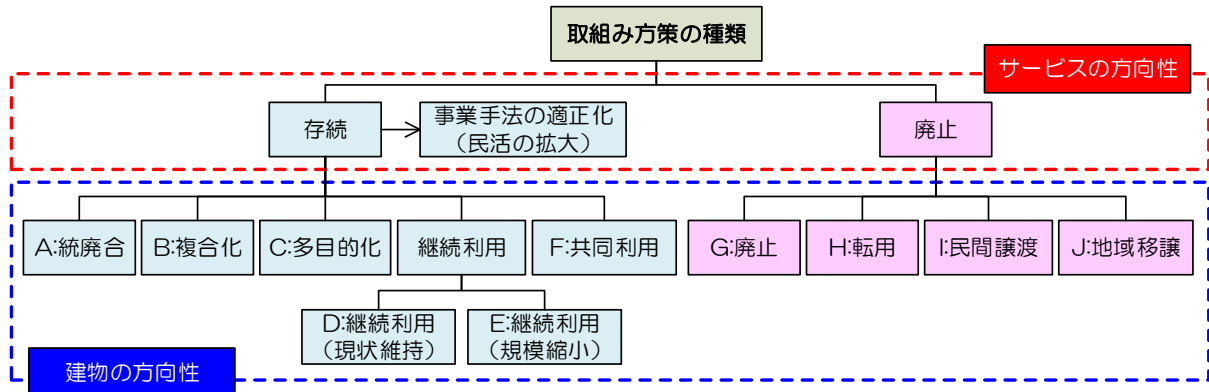 取組み方策の種類
サービスの方向性
存続
事業手法の適正化
（民活の拡大）
廃止
A:統廃合
B:複合化
C:多目的化
継続利用
F:共同利用
G:廃止
H:転用
I:民間譲渡
J:地域移譲
D:継続利用
（現状維持）
E:継続利用
（規模縮小）
建物の方向性